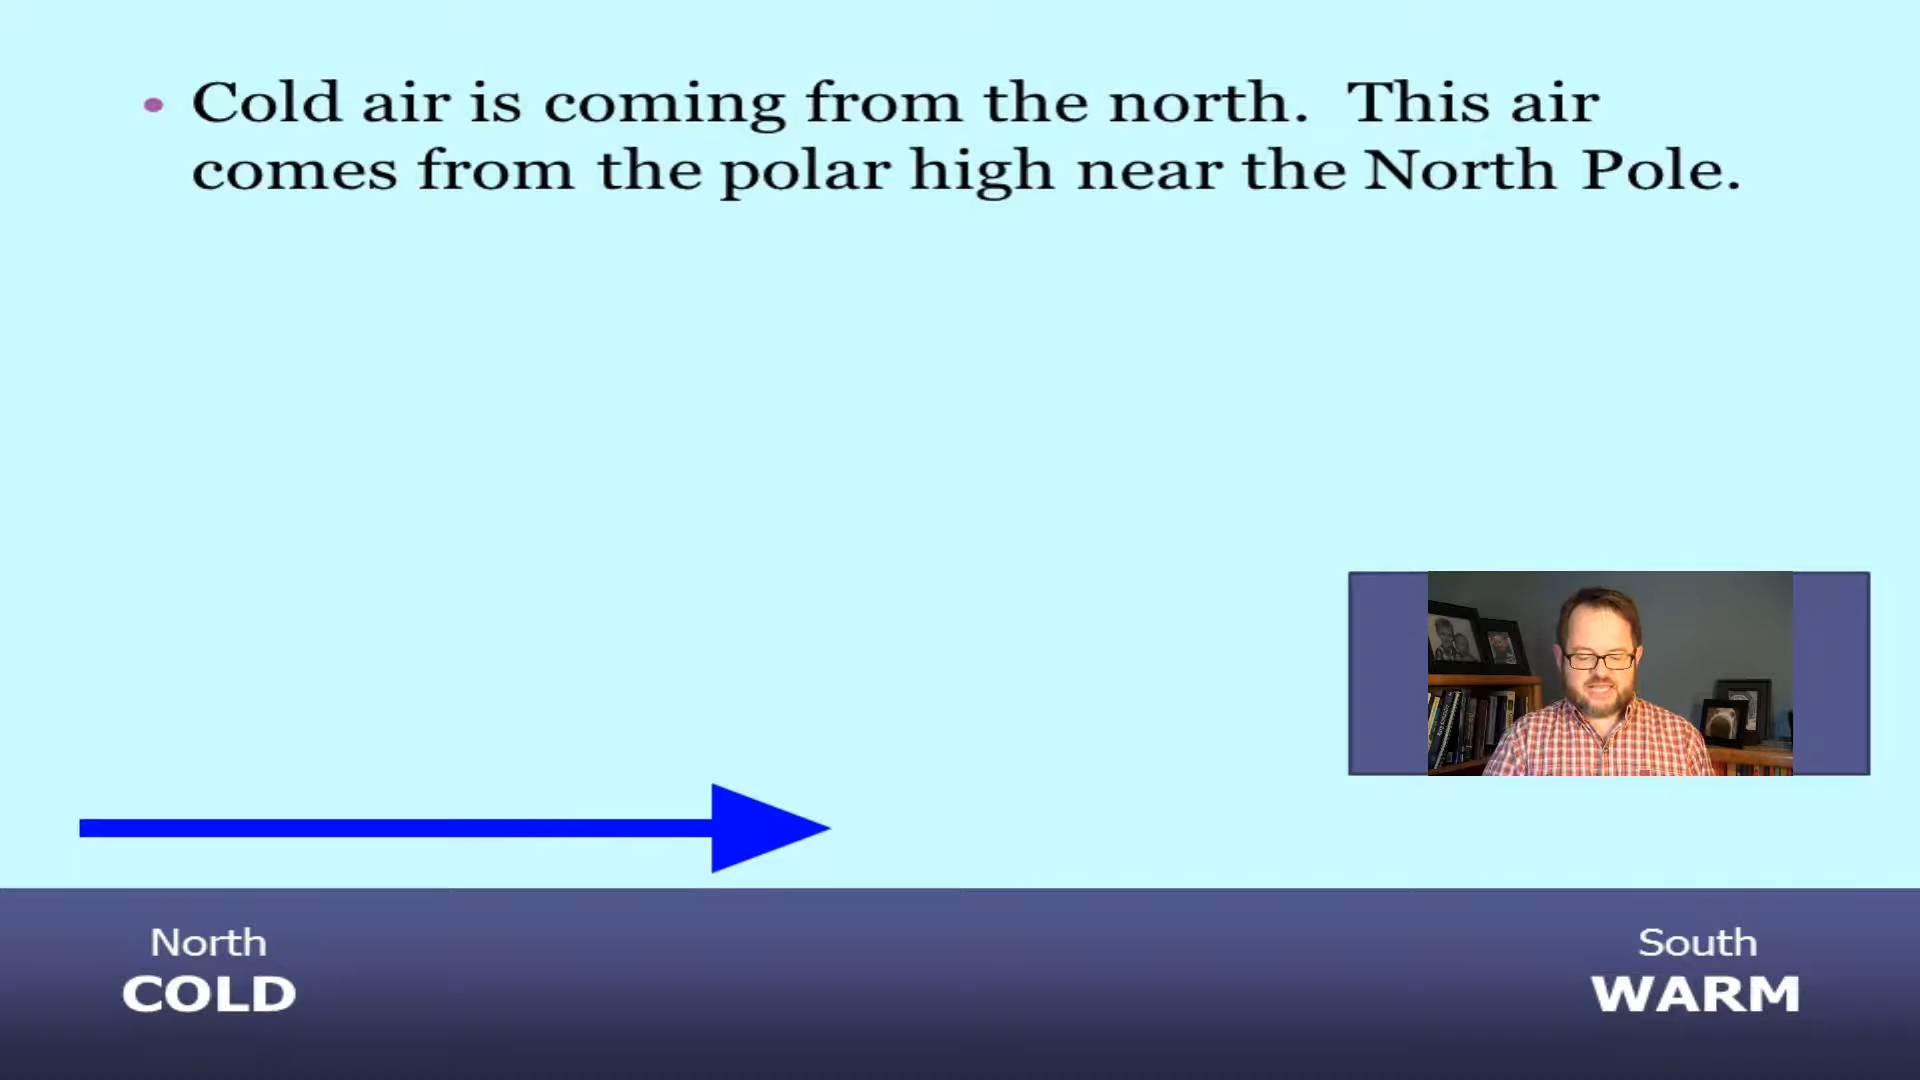 • Cold air is coming from the north.  This air
comes from the polar high near the North Pole.
North
COLD
South
WARM